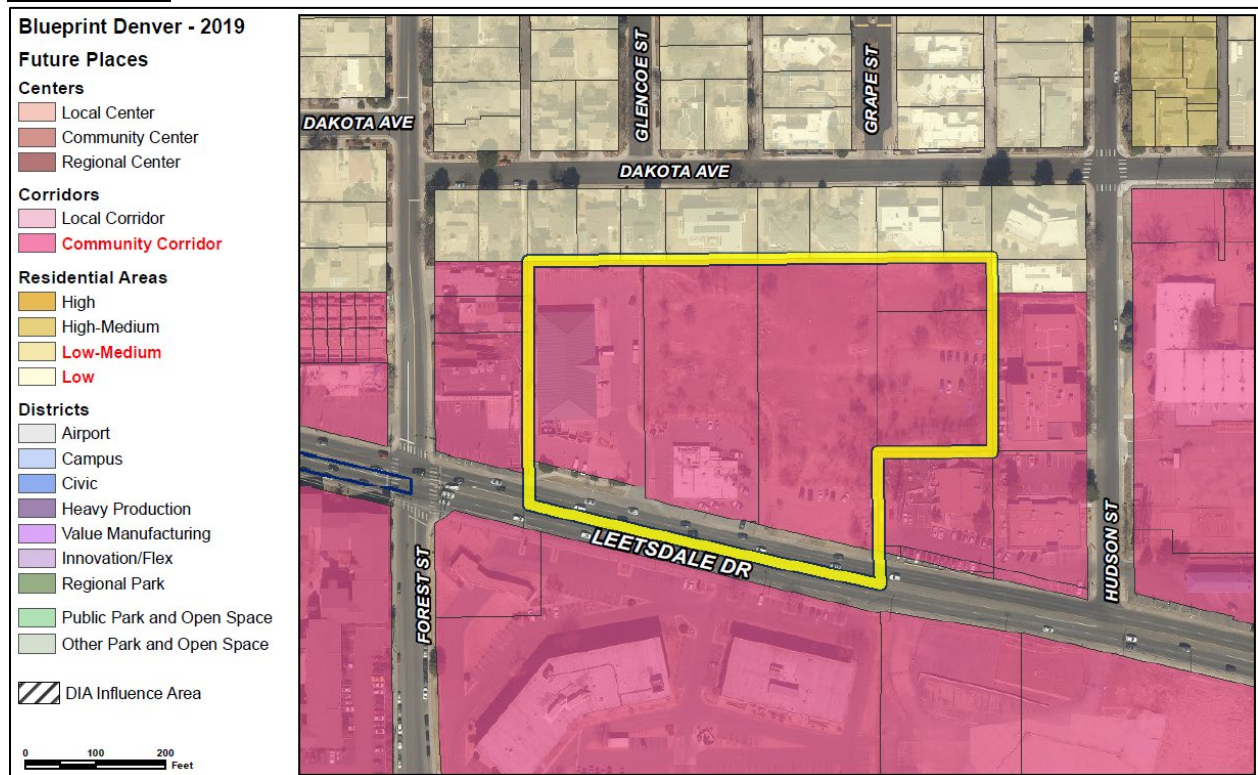 Blueprint Denver - 2019
Future Places
Centers
Local Center
Community Center
Regional Center
Corridors
Local Corridor
Community Corridor
Residential Areas
High
High-Medium
Low-Medium
Low
Districts
Airport
Campus
Civic
Heavy Production
Value Manufacturing
Innovation/Flex
Regional Park
Public Park and Open Space
Other Park and Open Space
DIA Influence Area
0 100 200
Feet
GLENCOE ST
GRAPE ST
DAKOTA AVE
DAKOTA AVE
LEETSDALE DR
FOREST ST
HUDSON ST